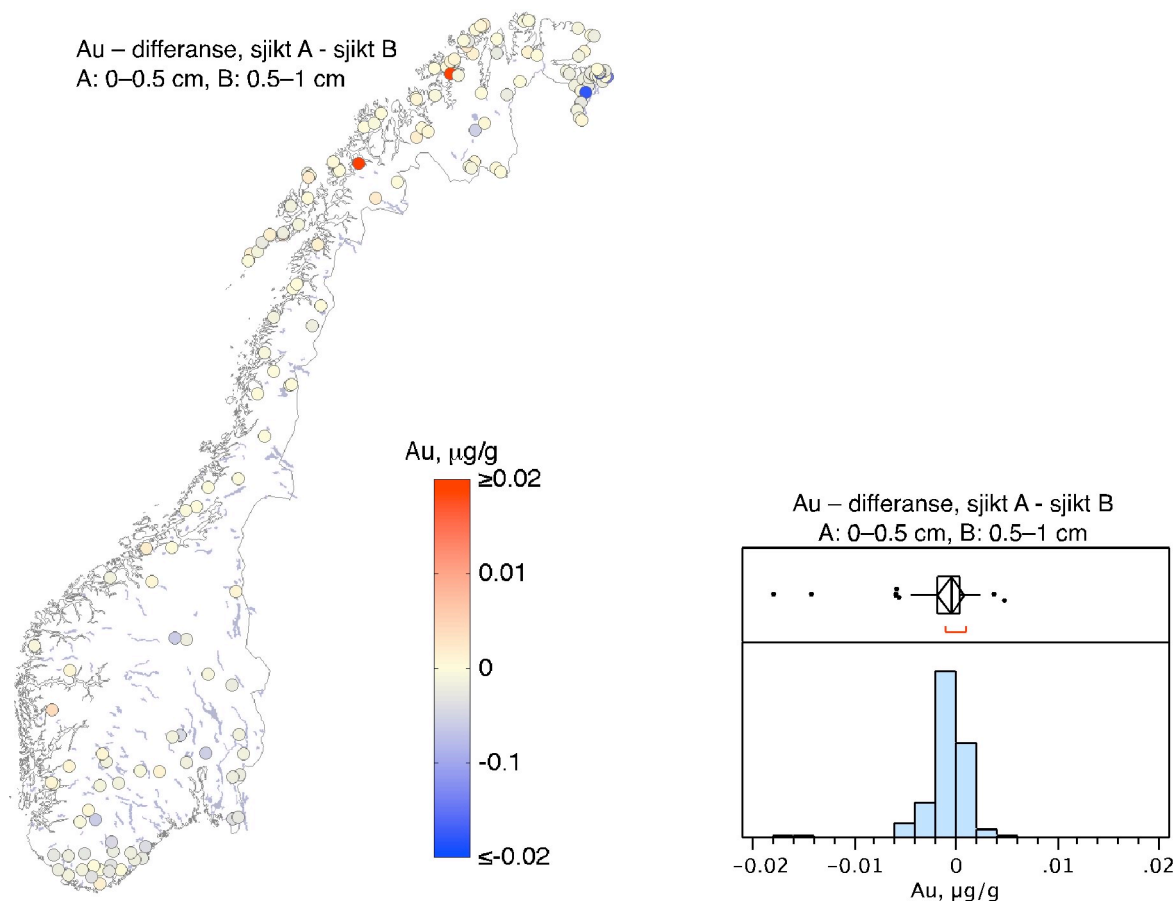 Au – differanse, sjikt A - sjikt B
A: 0–0.5 cm, B: 0.5–1 cm
Au, µg/g
≥0.02
0.01
0
-0.1
≤-0.02
Au – differanse, sjikt A - sjikt B
A: 0–0.5 cm, B: 0.5–1 cm
-0.02 -0.01 0 .01 .02
Au, µg/g